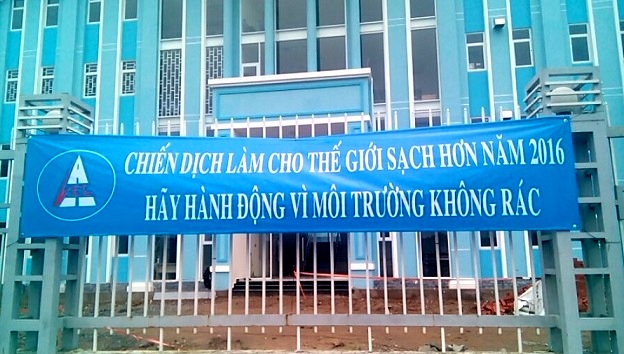 CHIẾN DỊCH LÀM CHO THẾ GIỚI SẠCH HƠN NĂM 2016
HÃY HÀNH ĐỘNG VÌ MÔI TRƯỜNG KHÔNG RÁC